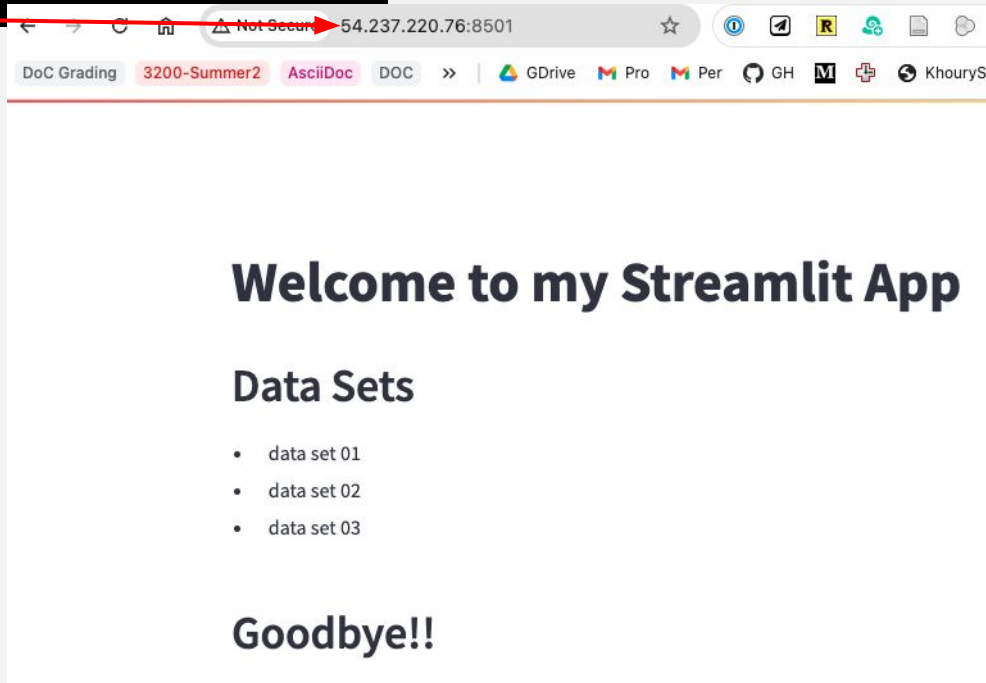 Not Secure 54.237.220.76:8501
DoC Grading 3200-Summer2 AsciiDoc DOC » GDrive Pro Per GH M KhouryS
Welcome to my Streamlit App
Data Sets
• data set 01
• data set 02
• data set 03
Goodbye!!